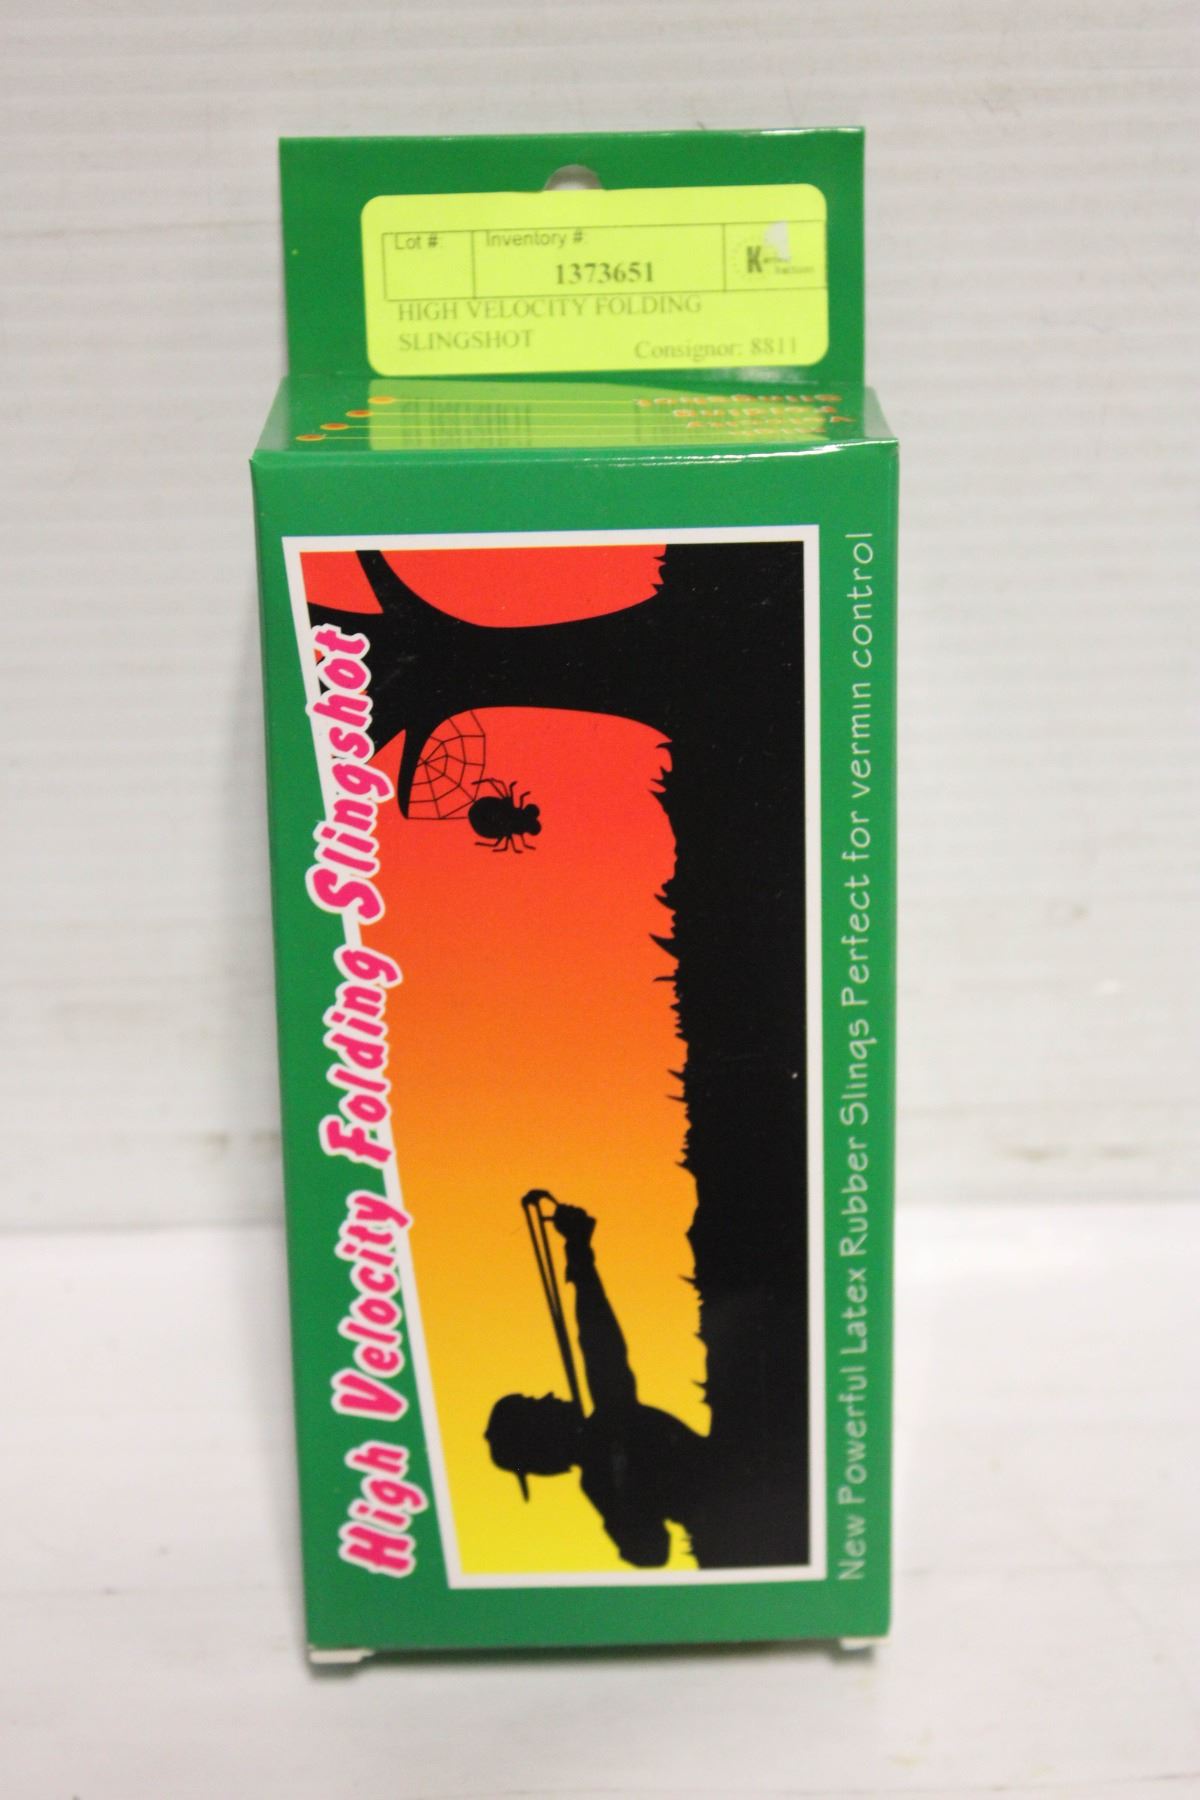 Lot #:
Inventory #:
1373651
HIGH VELOCITY FOLDING
SLINGSHOT
Consignor: 8811
High Velocity Folding Slingshot
New Powerful Latex Rubber Slings Perfect for vermin control